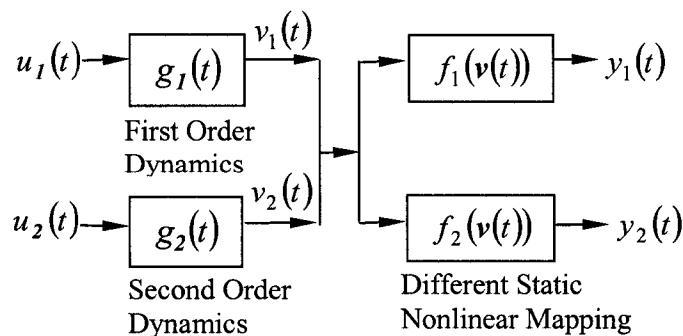 u₁(t)
g₁(t)
v₁(t)
f₁(v(t))
y₁(t)
First Order
Dynamics
u₂(t)
g₂(t)
v₂(t)
f₂(v(t))
y₂(t)
Second Order
Dynamics
Different Static
Nonlinear Mapping